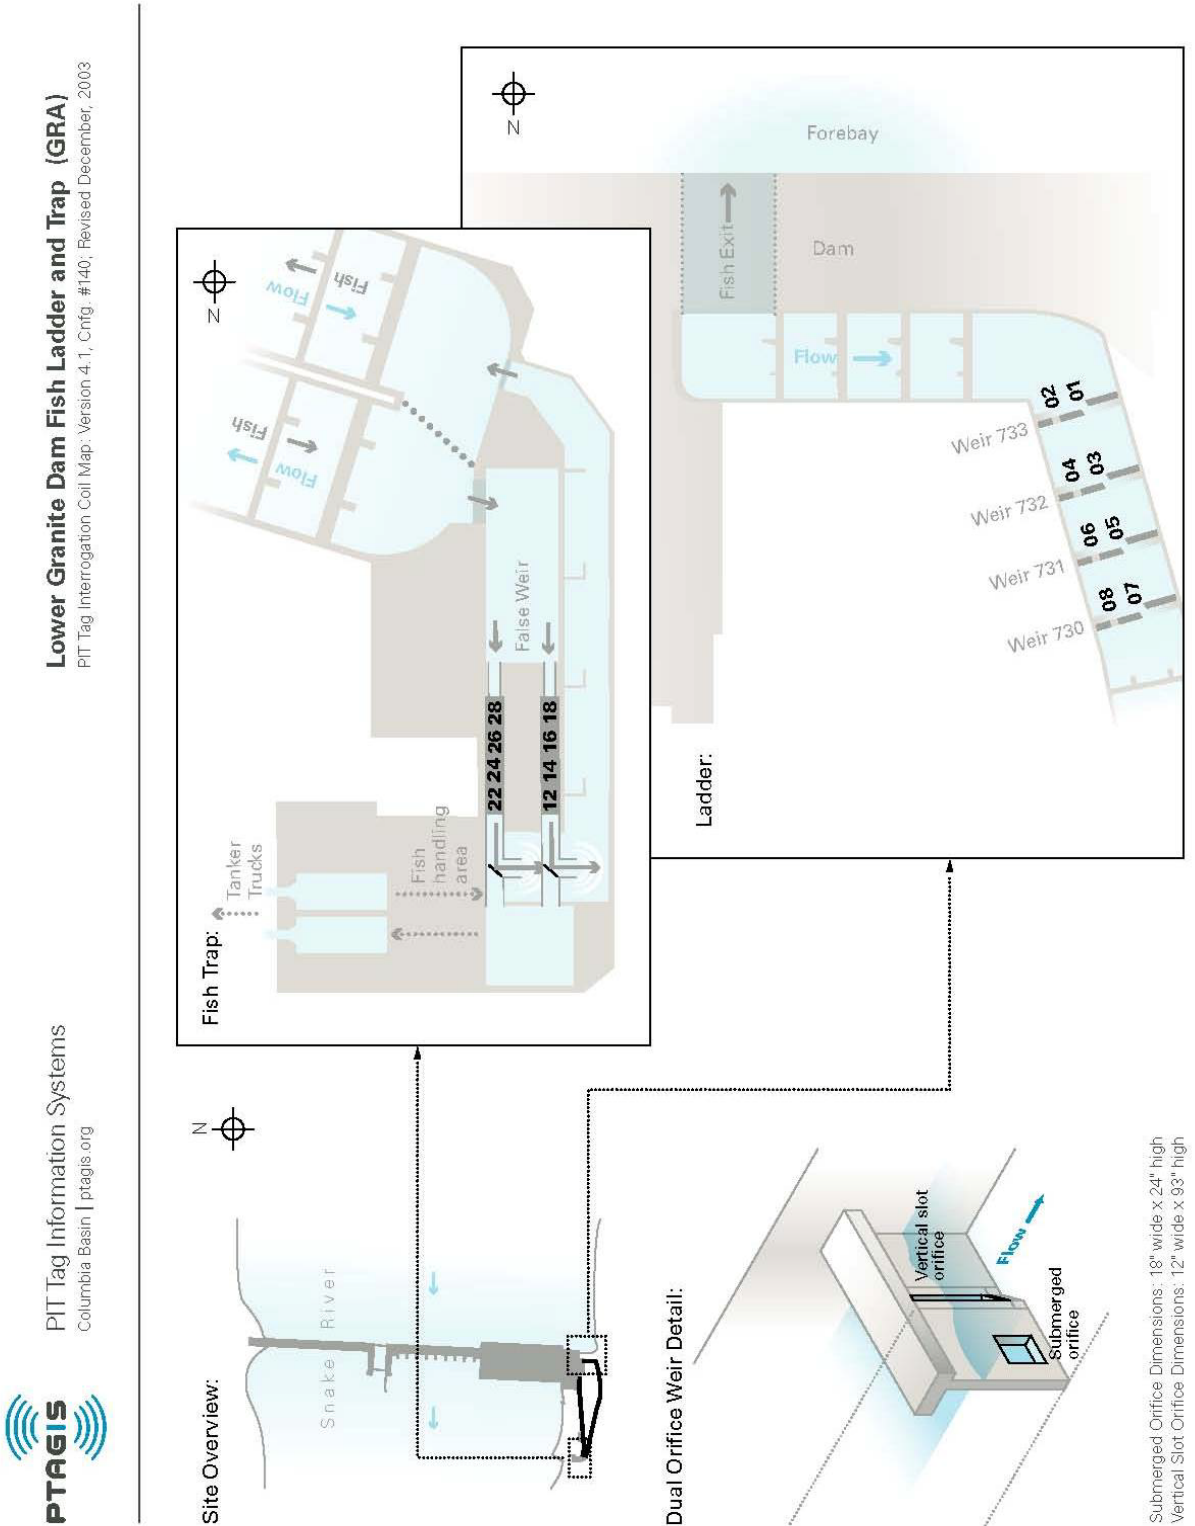 PTAGIS
PIT Tag Information Systems
Columbia Basin | ptagis.org
Lower Granite Dam Fish Ladder and Trap (GRA)
PIT Tag Interrogation Coil Map: Version 4.1, Cnfg. #140; Revised December, 2003
Site Overview:
N
Snake River
Fish Trap:
N
Tanker
Trucks
Fish
handling
area
22 24 26 28
12 14 16 18
False Weir
Flow
Fish
Flow
Fish
Dual Orifice Weir Detail:
Vertical slot
orifice
Flow
Submerged
orifice
Submerged Orifice Dimensions: 18" wide x 24" high
Vertical Slot Orifice Dimensions: 12" wide x 93" high
Ladder:
N
Forebay
Dam
Fish Exit
Flow
Weir 733
02
01
Weir 732
04
03
Weir 731
06
05
Weir 730
08
07